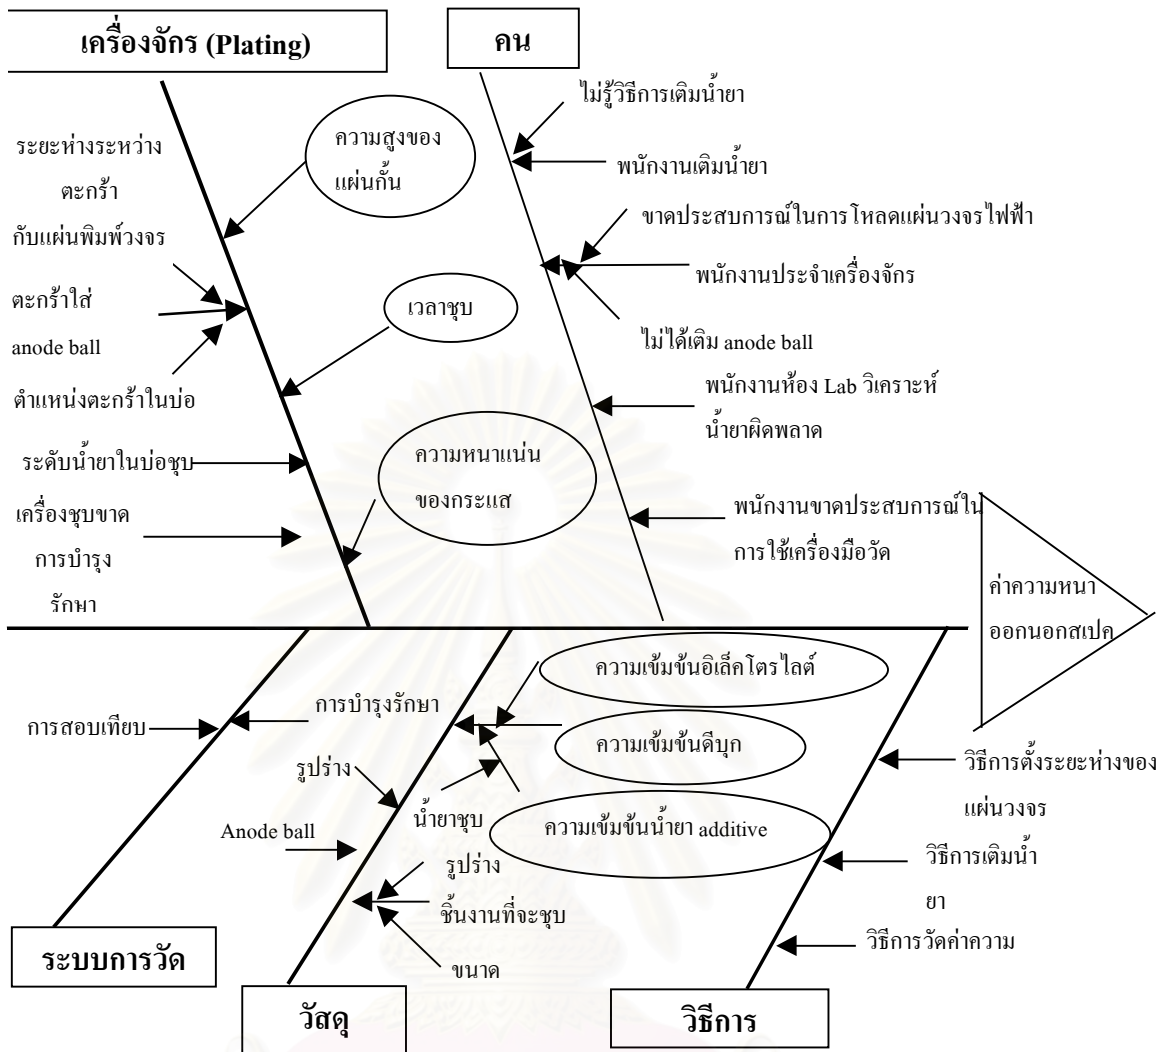 เครื่องจักร (Plating)
คน
ไม่รู้วิธีการเติมน้ำยา
ระยะห่างระหว่าง
ตะกร้า
กับแผ่นพิมพ์วงจร
ความสูงของ
แผ่นกั้น
พนักงานเติมน้ำยา
ขาดประสบการณ์ในการโหลดแผ่นวงจรไฟฟ้า
พนักงานประจำเครื่องจักร
ตะกร้าใส่
anode ball
เวลาชุบ
ไม่ได้เติม anode ball
ตำแหน่งตะกร้าในบ่อ
พนักงานห้อง Lab วิเคราะห์
น้ำยาผิดพลาด
ระดับน้ำยาในบ่อชุบ
ความหนาแน่น
ของกระแส
เครื่องชุบขาด
การบำรุง
รักษา
พนักงานขาดประสบการณ์ใน
การใช้เครื่องมือวัด
ค่าความหนา
ออกนอกสเปค
ความเข้มข้นอิเล็คโตรไลต์
การบำรุงรักษา
การสอบเทียบ
ความเข้มข้นดีบุก
รูปร่าง
วิธีการตั้งระยะห่างของ
แผ่นวงจร
น้ำยาชุบ
Anode ball
ความเข้มข้นน้ำยา additive
รูปร่าง
วิธีการเติมน้ำ
ยา
ชิ้นงานที่จะชุบ
วิธีการวัดค่าความ
ขนาด
ระบบการวัด
วัสดุ
วิธีการ